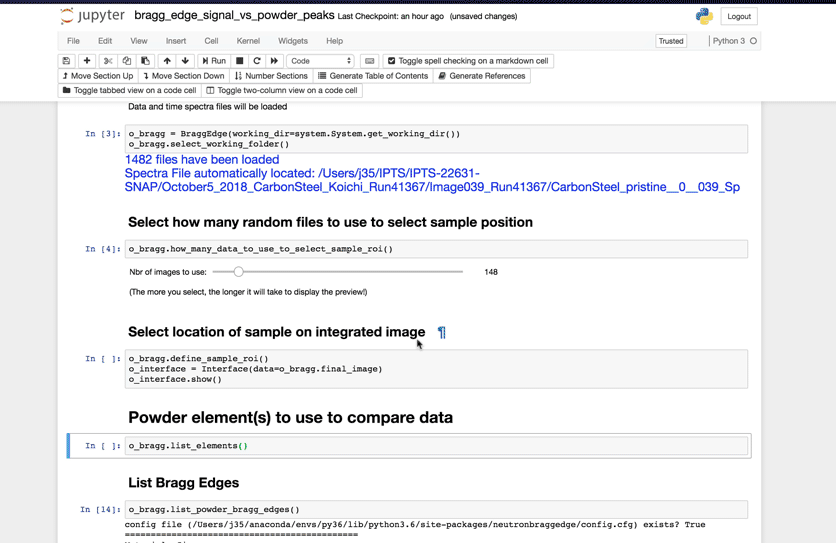 jupyter bragg_edge_signal_vs_powder_peaks Last Checkpoint: an hour ago (unsaved changes)
Logout
File Edit View Insert Cell Kernel Widgets Help
Trusted
Python 3
Run
Code
Toggle spell checking on a markdown cell
Move Section Up
Move Section Down
Number Sections
Generate Table of Contents
Generate References
Toggle tabbed view on a code cell
Toggle two-column view on a code cell
Data and time spectra files will be loaded
In [3]: o_bragg = BraggEdge(working_dir=system.System.get_working_dir())
o_bragg.select_working_folder()
1482 files have been loaded
Spectra File automatically located: /Users/j35/IPTS/IPTS-22631-
SNAP/October5_2018_CarbonSteel_Koichi_Run41367/Image039_Run41367/CarbonSteel_pristine__0__039_Sp
Select how many random files to use to select sample position
In [4]: o_bragg.how_many_data_to_use_to_select_sample_roi()
Nbr of images to use: 148
(The more you select, the longer it will take to display the preview!)
Select location of sample on integrated image ¶
In [ ]: o_bragg.define_sample_roi()
o_interface = Interface(data=o_bragg.final_image)
o_interface.show()
Powder element(s) to use to compare data
In [ ]: o_bragg.list_elements()
List Bragg Edges
In [14]: o_bragg.list_powder_bragg_edges()
config file (/Users/j35/anaconda/envs/py36/lib/python3.6/site-packages/neutronbraggedge/config.cfg) exists? True
============================================